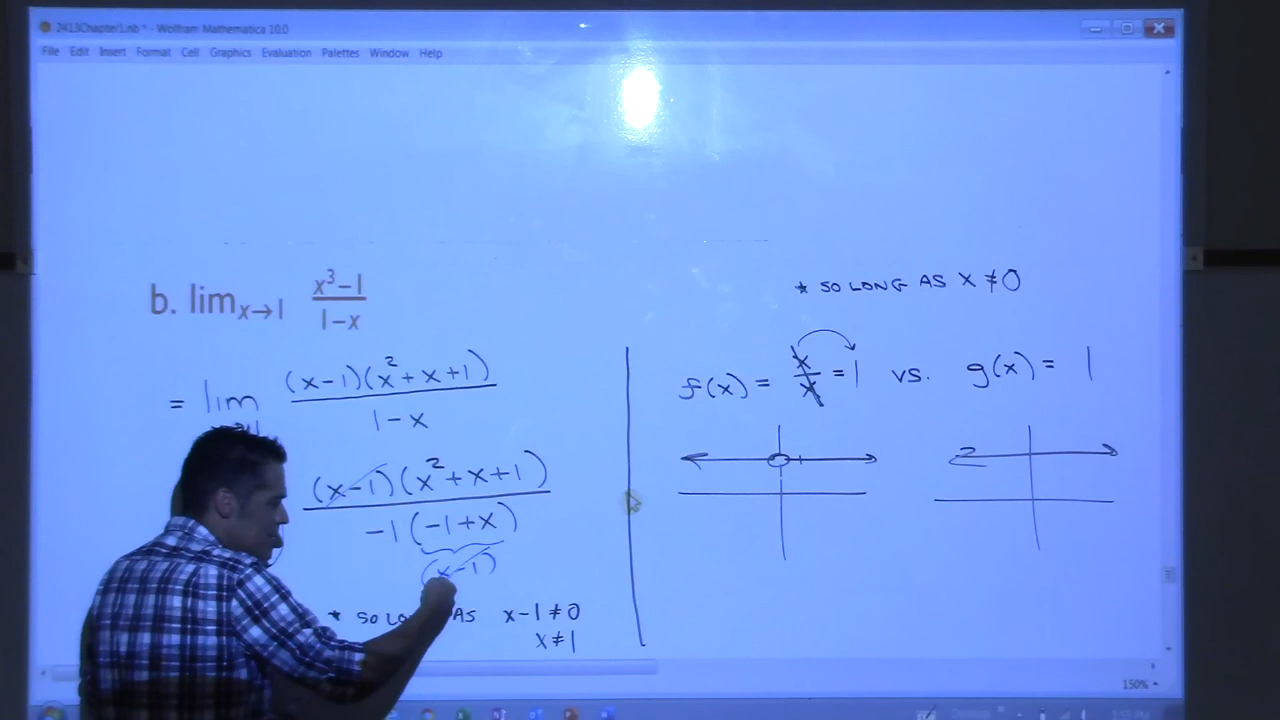 2413Chapter1.nb * - Wolfram Mathematica 10.0
File Edit Insert Format Cell Graphics Evaluation Palettes Window Help
b. lim x→1 (x³−1)/(1−x)
= lim (x−1)(x²+x+1)
1−x
(x−1)(x²+x+1)
−1(−1+x)
(x−1)
* SO LONG AS x−1≠0
x≠1
* SO LONG AS x≠0
f(x) = x/x = 1 vs. g(x) = 1
150%